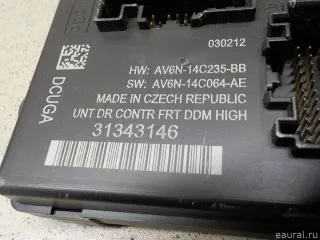 030212
HW: AV6N-14C235-BB
SW: AV6N-14C064-AE
MADE IN CZECH REPUBLIC
UNT DR CONTR FRT DDM HIGH
31343146
DCUGA
eaural.ru